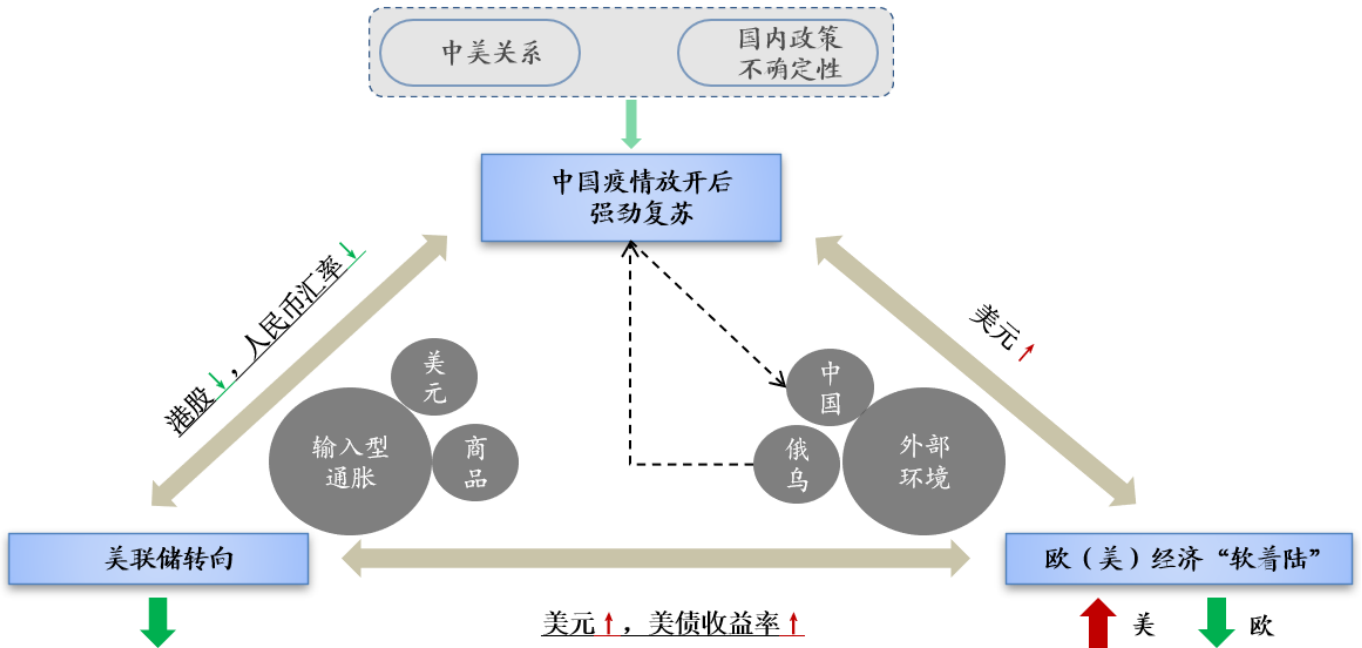 中美关系
国内政策
不确定性
中国疫情放开后
强劲复苏
港股↓，人民币汇率↓
美元↑
美
元
商
品
输入型
通胀
中
国
俄
乌
外部
环境
美联储转向
欧（美）经济“软着陆”
美元↑，美债收益率↑
美
欧